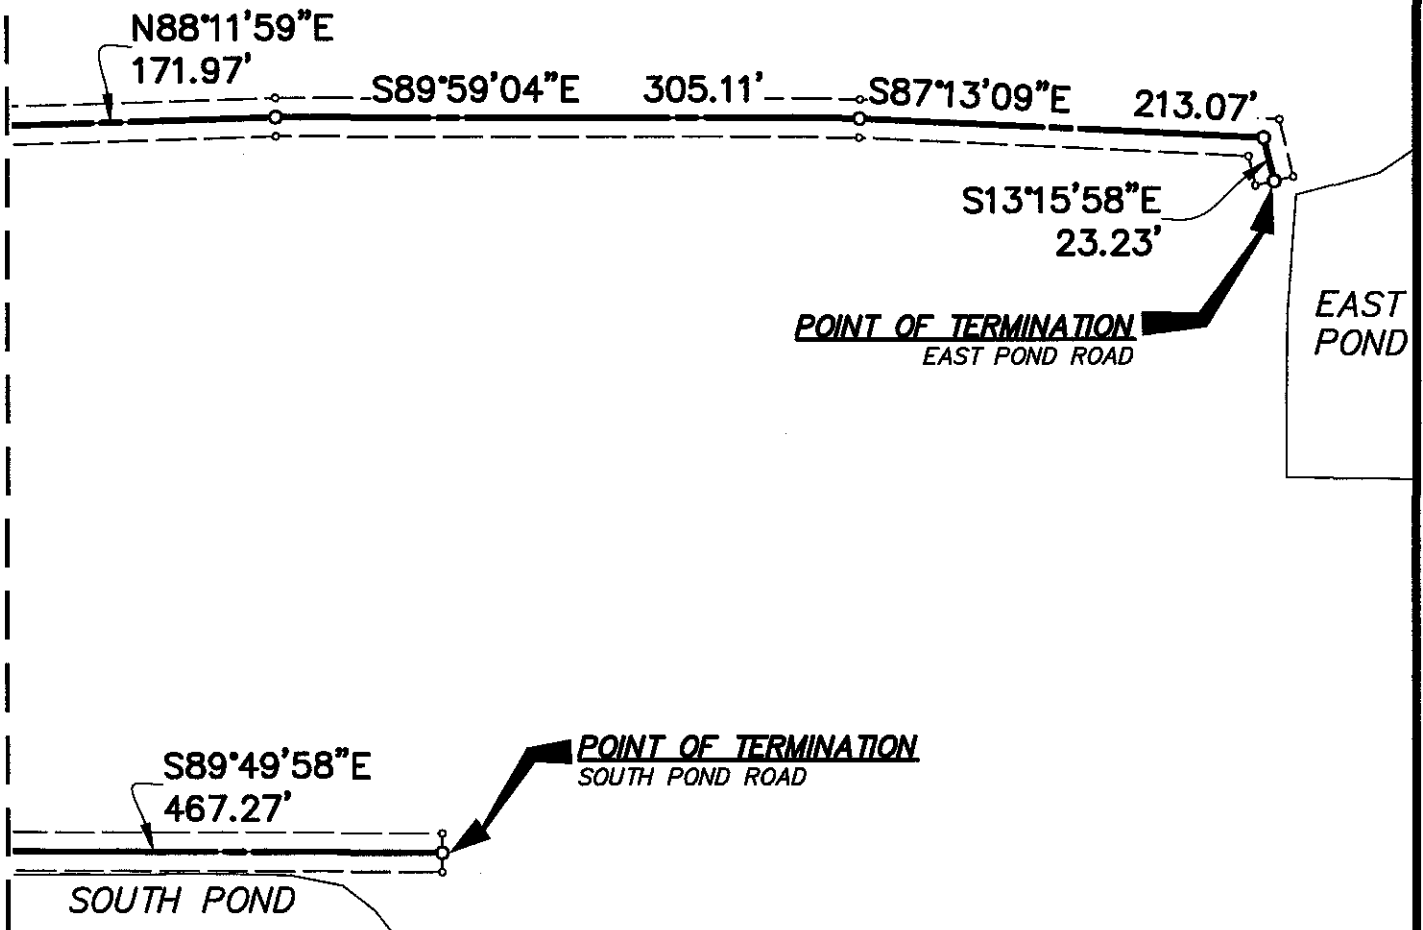 N88°11'59"E
171.97'
S89°59'04"E 305.11'
S87°13'09"E 213.07'
S13°15'58"E
23.23'
POINT OF TERMINATION
EAST POND ROAD
EAST
POND
S89°49'58"E
467.27'
POINT OF TERMINATION
SOUTH POND ROAD
SOUTH POND